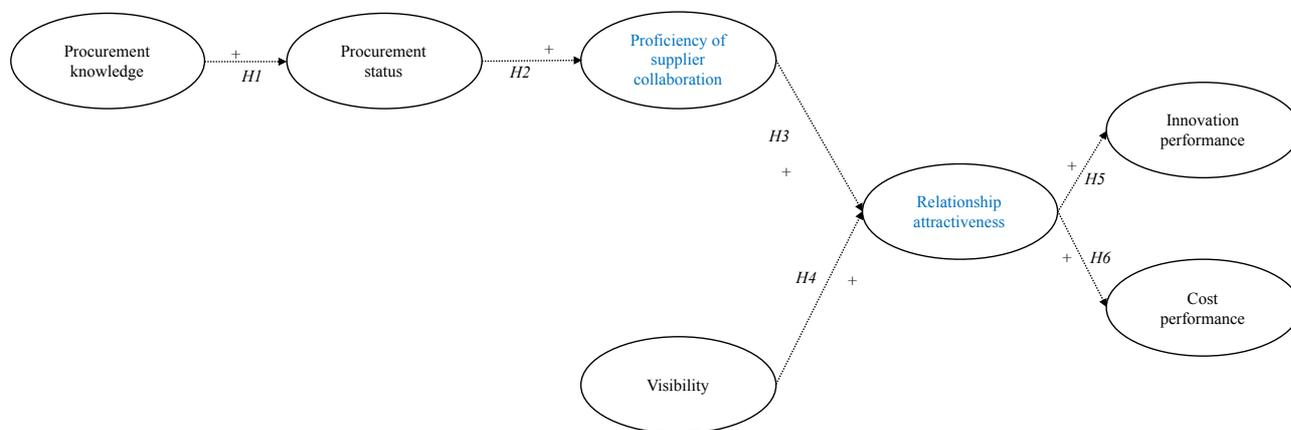 Procurement
knowledge
+
H1
Procurement
status
+
H2
Proficiency of
supplier
collaboration
H3
+
Innovation
performance
+
H5
Relationship
attractiveness
H4
+
+
H6
Cost
performance
Visibility